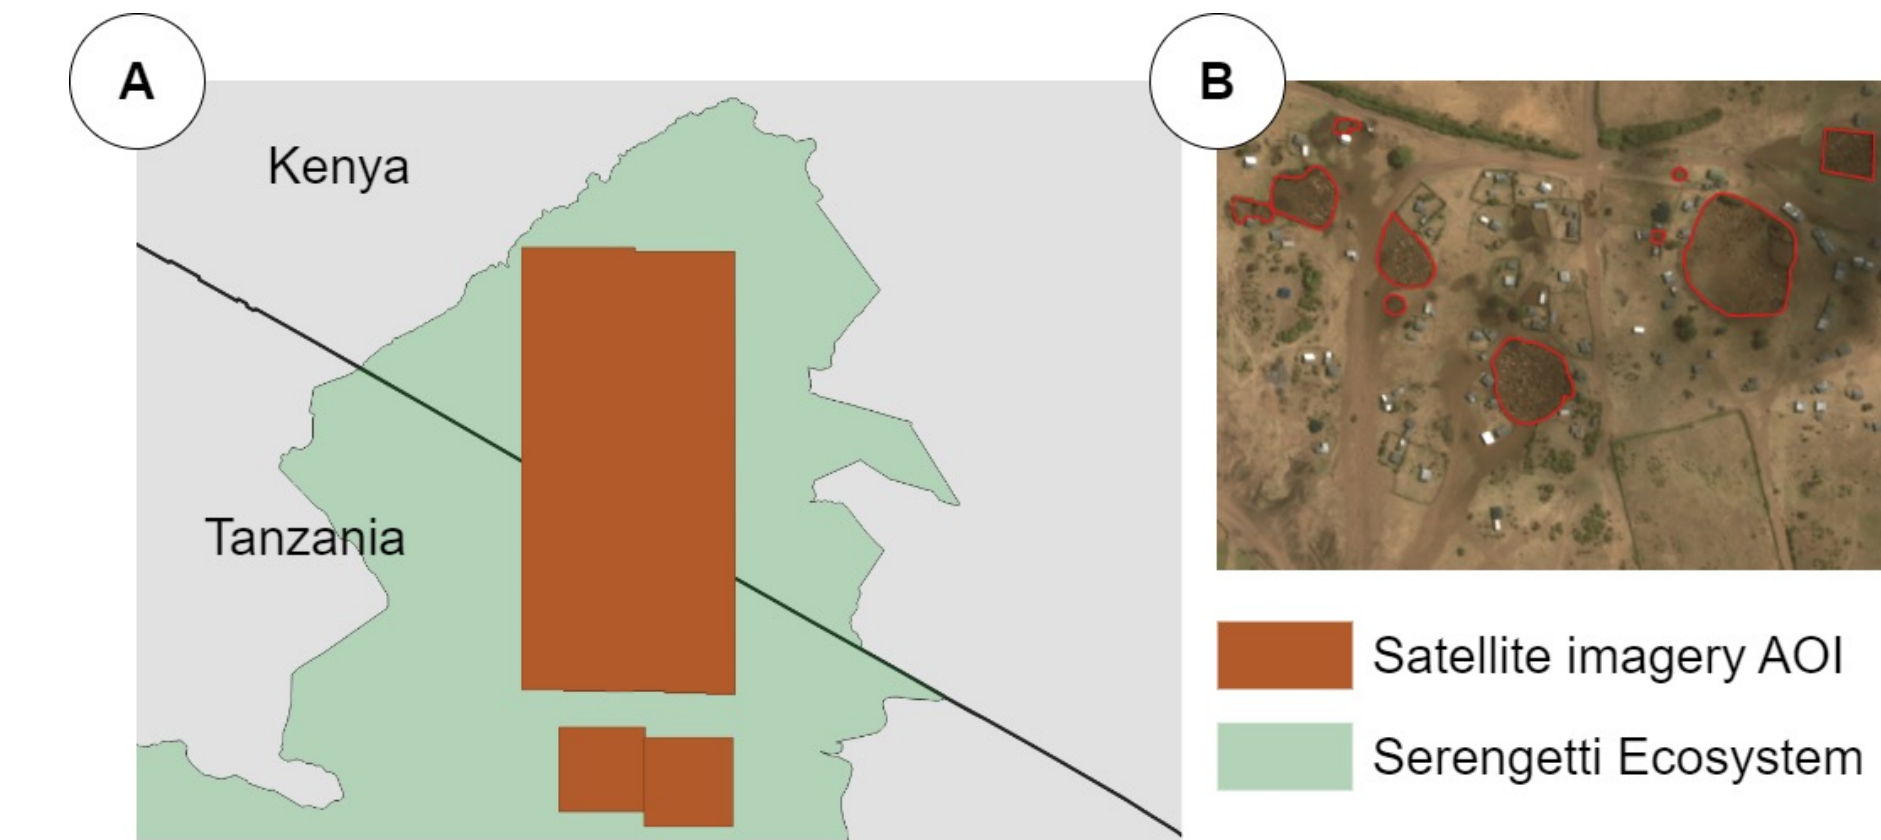 A
B
Kenya
Tanzania
Satellite imagery AOI
Serengetti Ecosystem